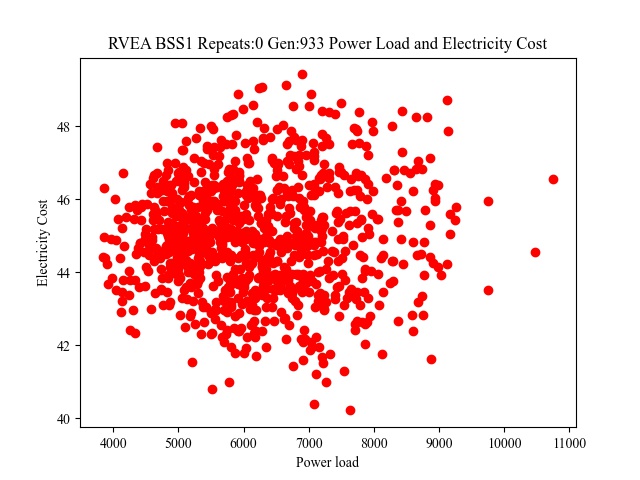 RVEA BSS1 Repeats:0 Gen:933 Power Load and Electricity Cost
48
46
44
42
40
Electricity Cost
4000 5000 6000 7000 8000 9000 10000 11000
Power load